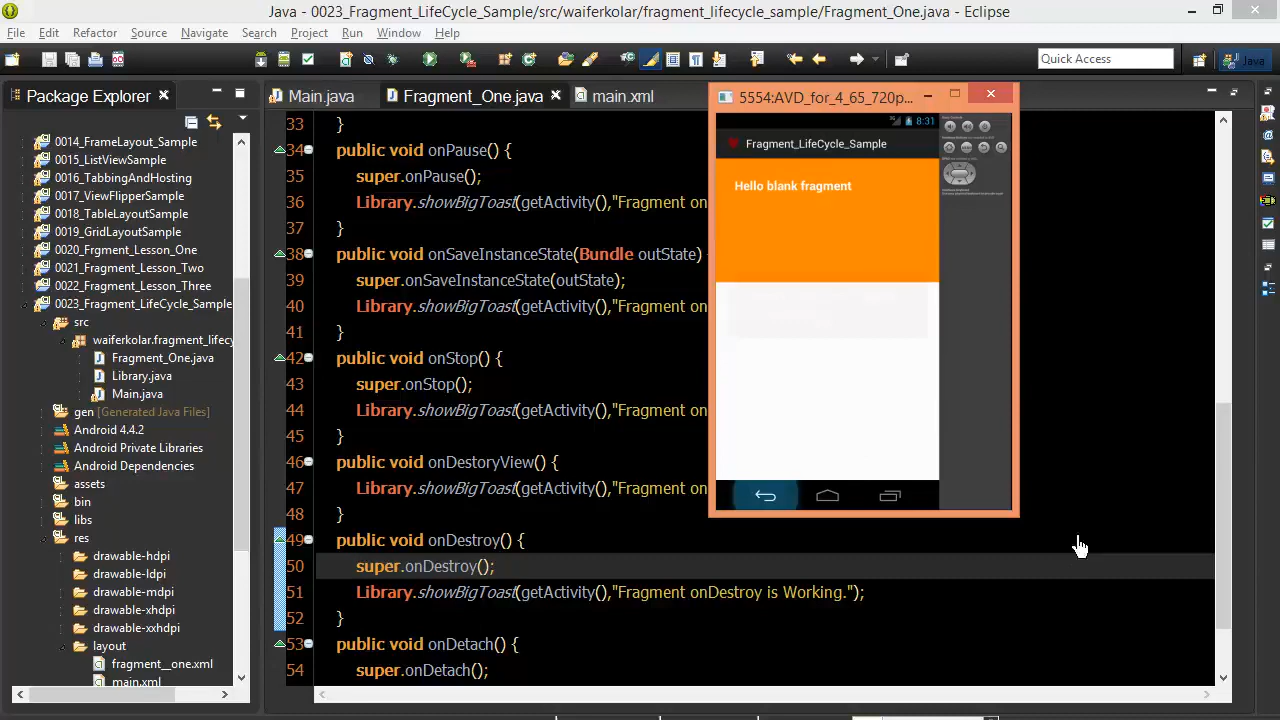 Java - 0023_Fragment_LifeCycle_Sample/src/waiferkolar/fragment_lifecycle_sample/Fragment_One.java - Eclipse
File Edit Refactor Source Navigate Search Project Run Window Help
Quick Access
Java
Package Explorer
Main.java
Fragment_One.java
main.xml
0014_FrameLayout_Sample
0015_ListViewSample
0016_TabbingAndHosting
0017_ViewFlipperSample
0018_TableLayoutSample
0019_GridLayoutSample
0020_Frgment_Lesson_One
0021_Fragment_Lesson_Two
0022_Fragment_Lesson_Three
0023_Fragment_LifeCycle_Sample
src
waiferkolar.fragment_lifecy
Fragment_One.java
Library.java
Main.java
gen [Generated Java Files]
Android 4.4.2
Android Private Libraries
Android Dependencies
assets
bin
libs
res
drawable-hdpi
drawable-ldpi
drawable-mdpi
drawable-xhdpi
drawable-xxhdpi
layout
fragment__one.xml
main.xml
33 }
34 public void onPause() {
35 super.onPause();
36 Library.showBigToast(getActivity(),"Fragment on
37 }
38 public void onSaveInstanceState(Bundle outState)
39 super.onSaveInstanceState(outState);
40 Library.showBigToast(getActivity(),"Fragment on
41 }
42 public void onStop() {
43 super.onStop();
44 Library.showBigToast(getActivity(),"Fragment on
45 }
46 public void onDestoryView() {
47 Library.showBigToast(getActivity(),"Fragment on
48 }
49 public void onDestroy() {
50 super.onDestroy();
51 Library.showBigToast(getActivity(),"Fragment onDestroy is Working.");
52 }
53 public void onDetach() {
54 super.onDetach();
5554:AVD_for_4_65_720p...
8:31
Fragment_LifeCycle_Sample
Hello blank fragment